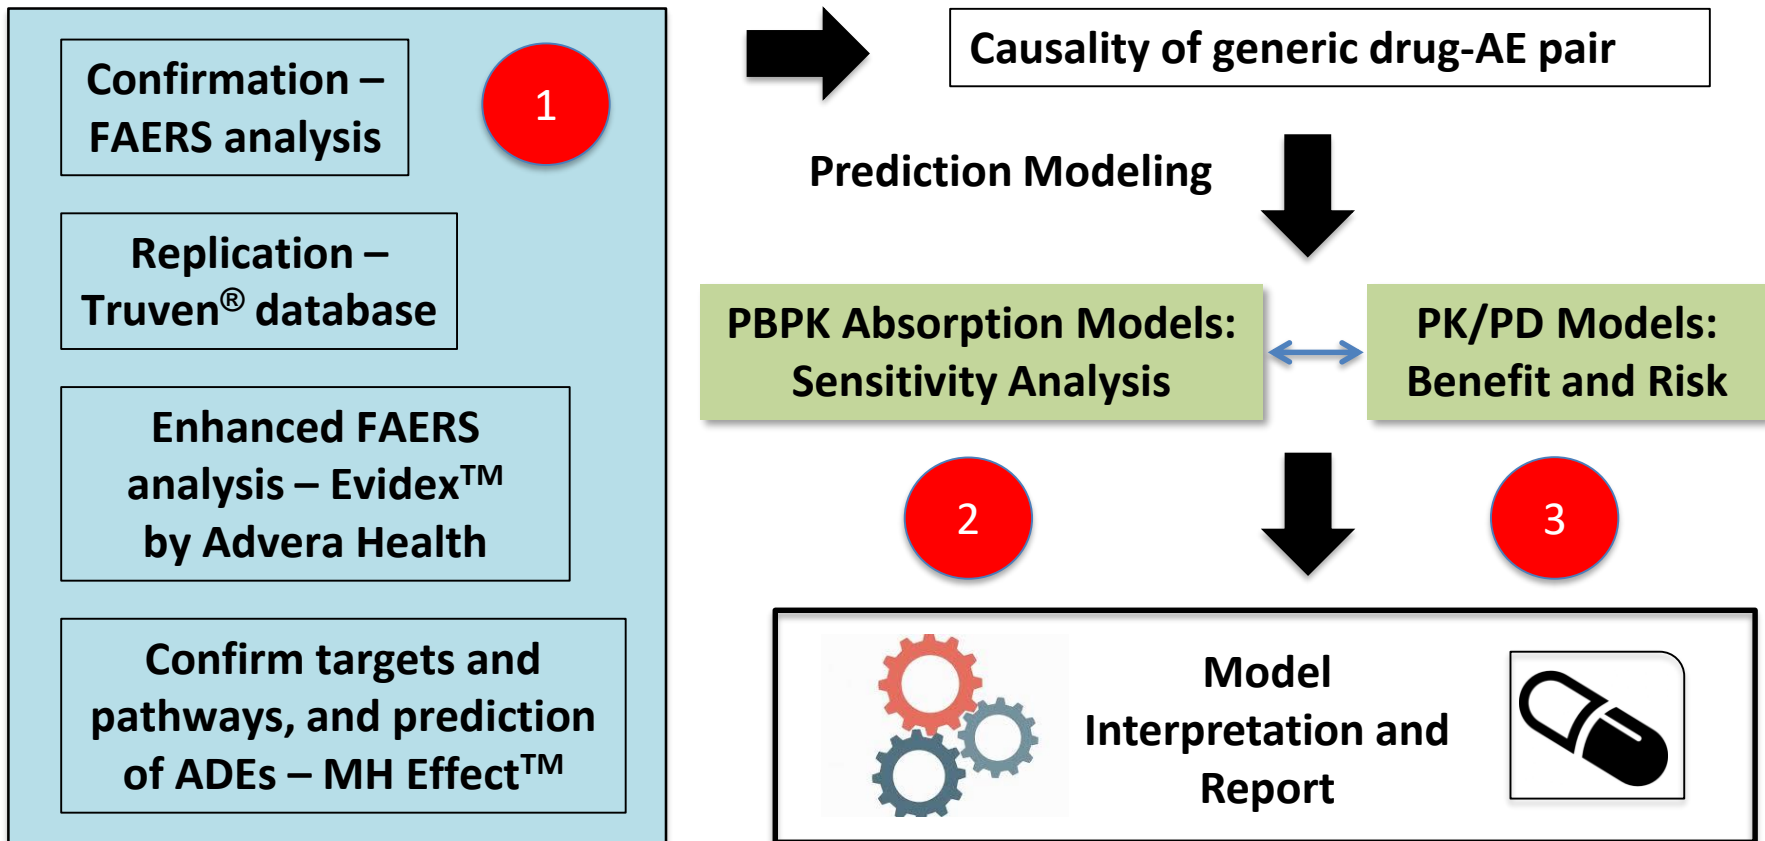 Confirmation –
FAERS analysis
1
Replication –
Truven® database
Enhanced FAERS
analysis – Evidex™
by Advera Health
Confirm targets and
pathways, and prediction
of ADEs – MH Effect™
Causality of generic drug-AE pair
Prediction Modeling
PBPK Absorption Models:
Sensitivity Analysis
PK/PD Models:
Benefit and Risk
2
3
Model
Interpretation and
Report